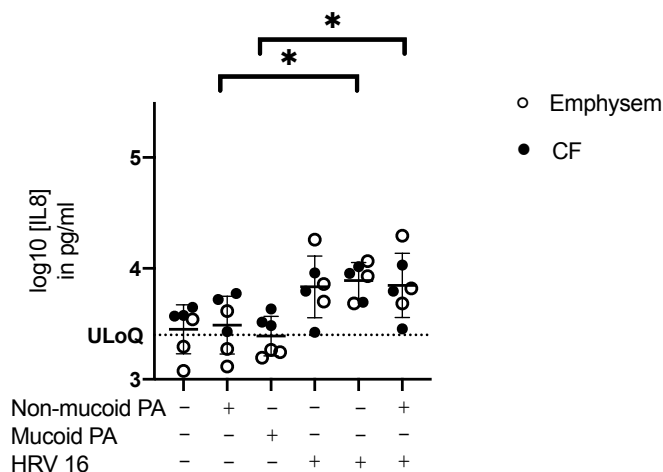 *
*
Emphysem
CF
log10 [IL8]
in pg/ml
5
4
ULoQ
3
Non-mucoid PA – + – – – +
Mucoid PA – – + – + –
HRV 16 – – – + + +